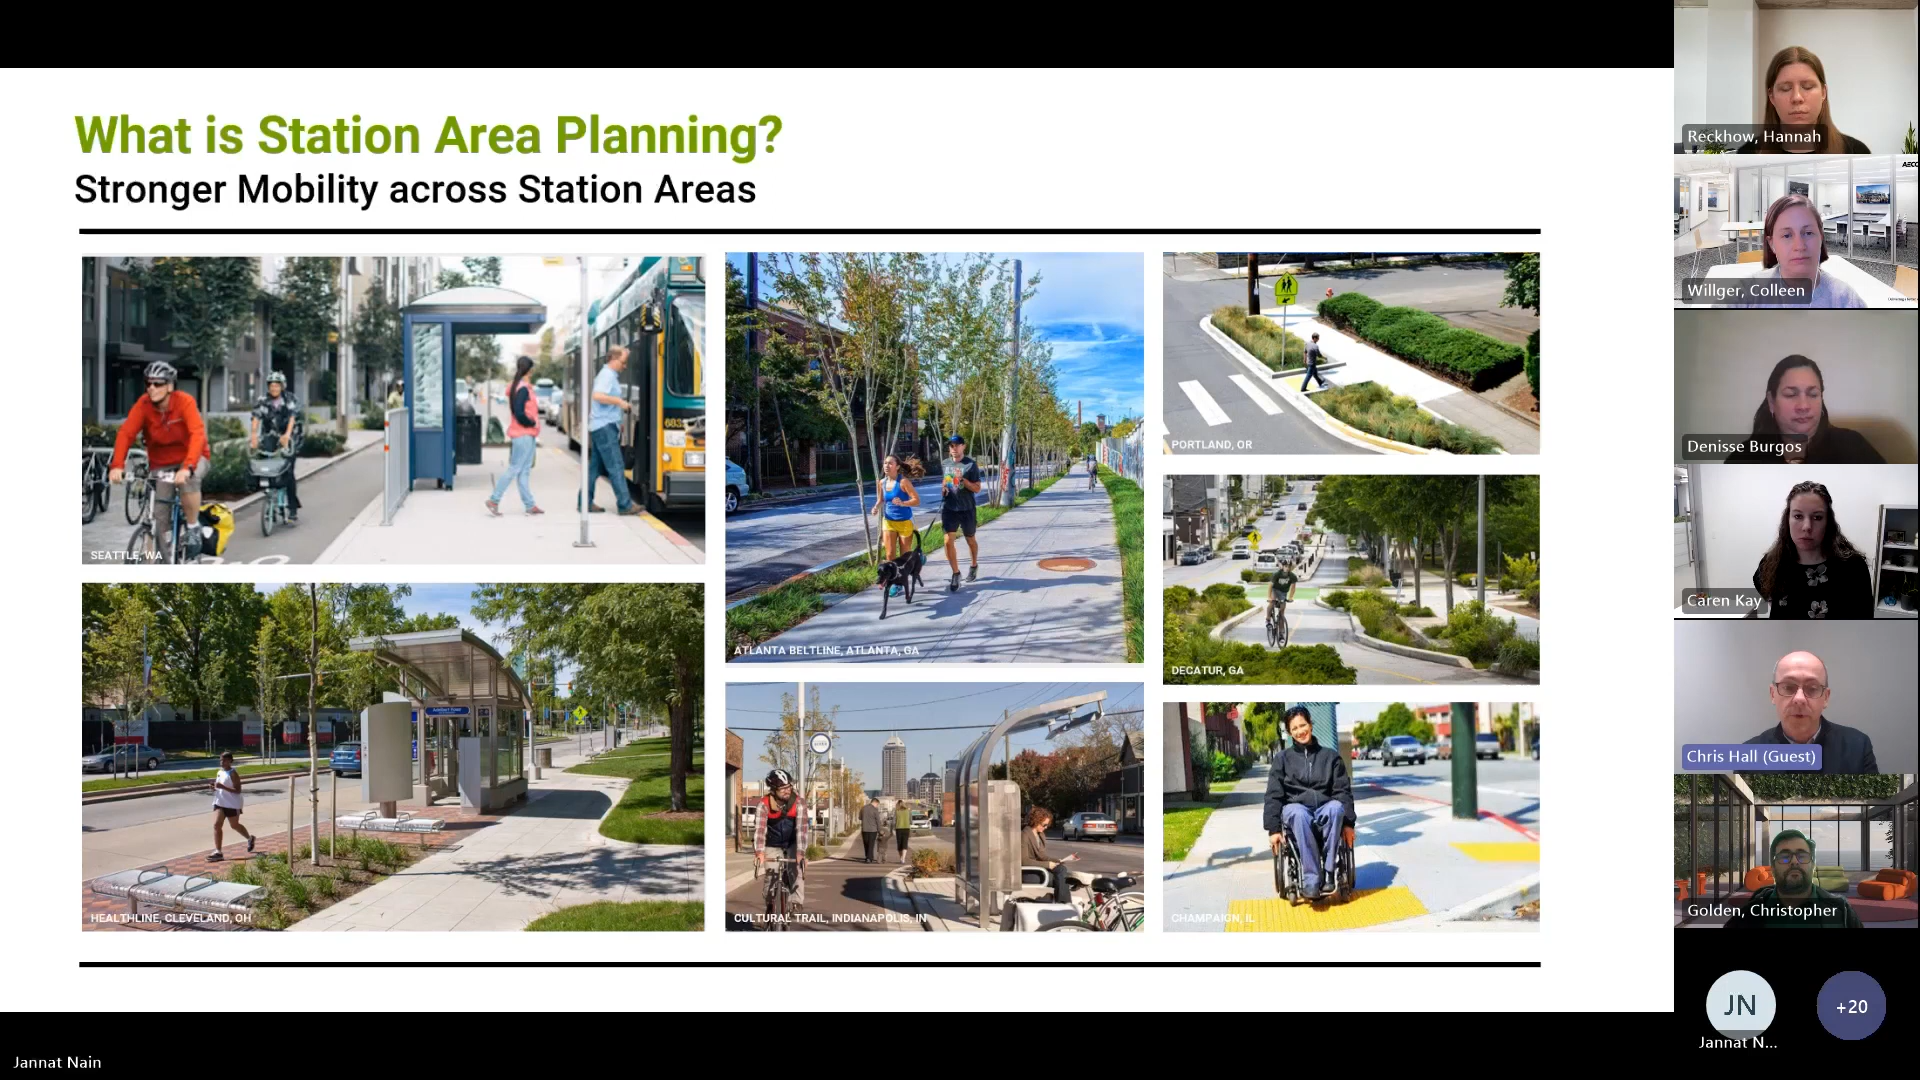 What is Station Area Planning?
Stronger Mobility across Station Areas
SEATTLE, WA
ATLANTA BELTLINE, ATLANTA, GA
PORTLAND, OR
DECATUR, GA
HEALTHLINE, CLEVELAND, OH
CULTURAL TRAIL, INDIANAPOLIS, IN
CHAMPAIGN, IL
Reckhow, Hannah
Willger, Colleen
Denisse Burgos
Caren Kay
Chris Hall (Guest)
Golden, Christopher
JN
+20
Jannat N...
Jannat Nain